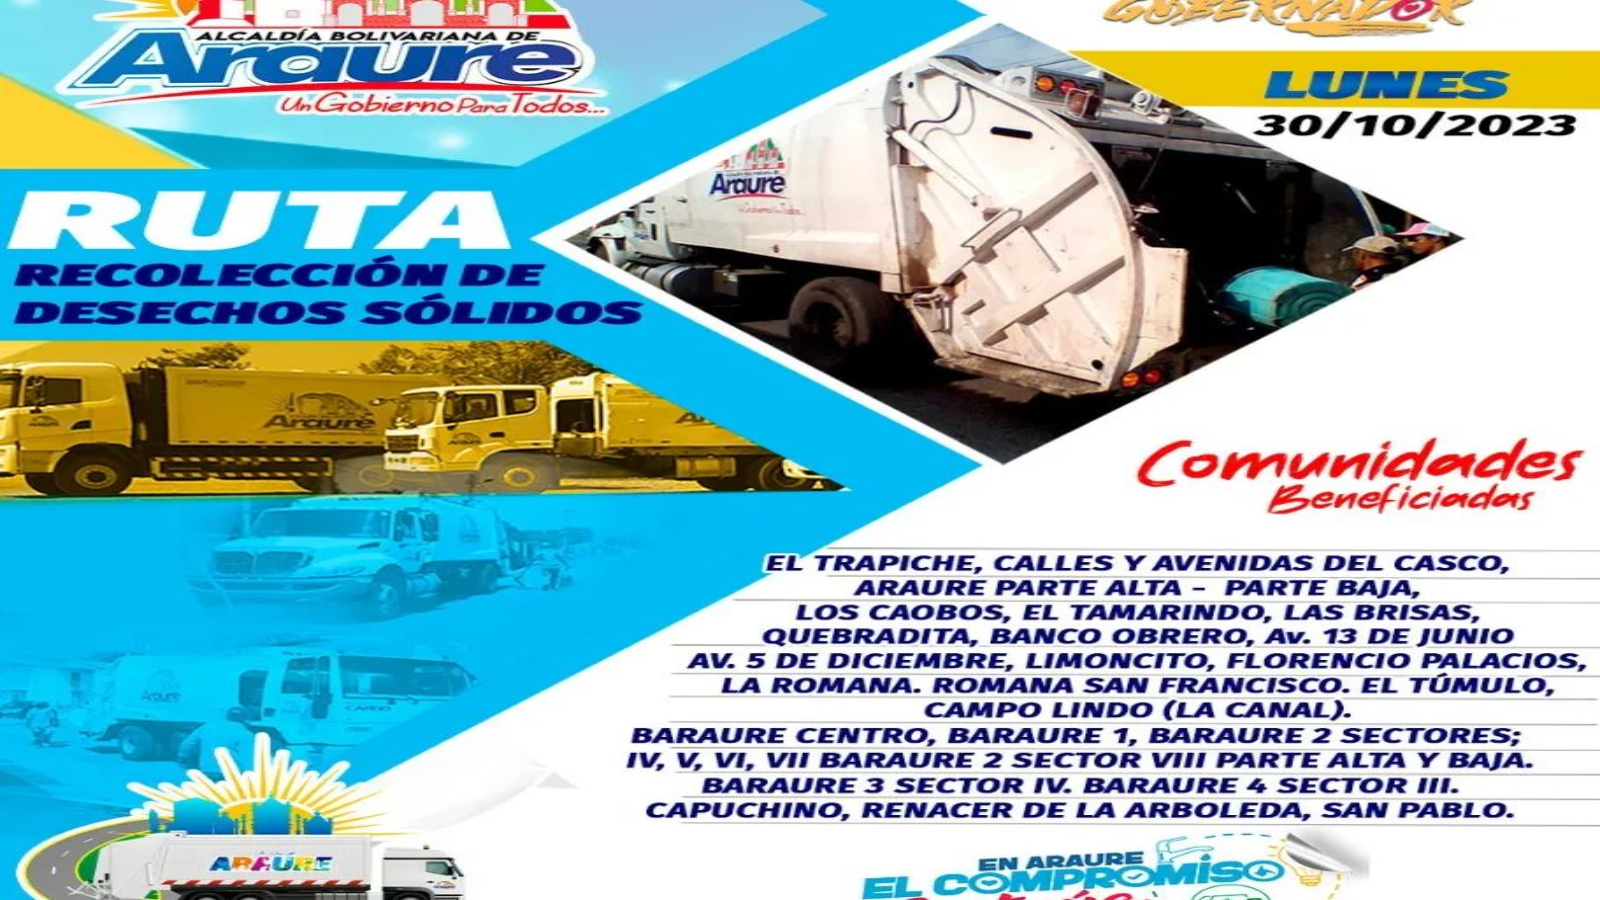 ALCALDÍA BOLIVARIANA DE
Araure
Un Gobierno Para Todos...
GOBERNADOR
LUNES
30/10/2023
RUTA
RECOLECCIÓN DE
DESECHOS SÓLIDOS
Araure
Araure
Araure
Comunidades
Beneficiadas
EL TRAPICHE, CALLES Y AVENIDAS DEL CASCO,
ARAURE PARTE ALTA - PARTE BAJA,
LOS CAOBOS, EL TAMARINDO, LAS BRISAS,
QUEBRADITA, BANCO OBRERO, Av. 13 DE JUNIO
AV. 5 DE DICIEMBRE, LIMONCITO, FLORENCIO PALACIOS,
LA ROMANA. ROMANA SAN FRANCISCO. EL TÚMULO,
CAMPO LINDO (LA CANAL).
BARAURE CENTRO, BARAURE 1, BARAURE 2 SECTORES;
IV, V, VI, VII BARAURE 2 SECTOR VIII PARTE ALTA Y BAJA.
BARAURE 3 SECTOR IV. BARAURE 4 SECTOR III.
CAPUCHINO, RENACER DE LA ARBOLEDA, SAN PABLO.
ARAURE
EN ARAURE
EL COMPROMISO